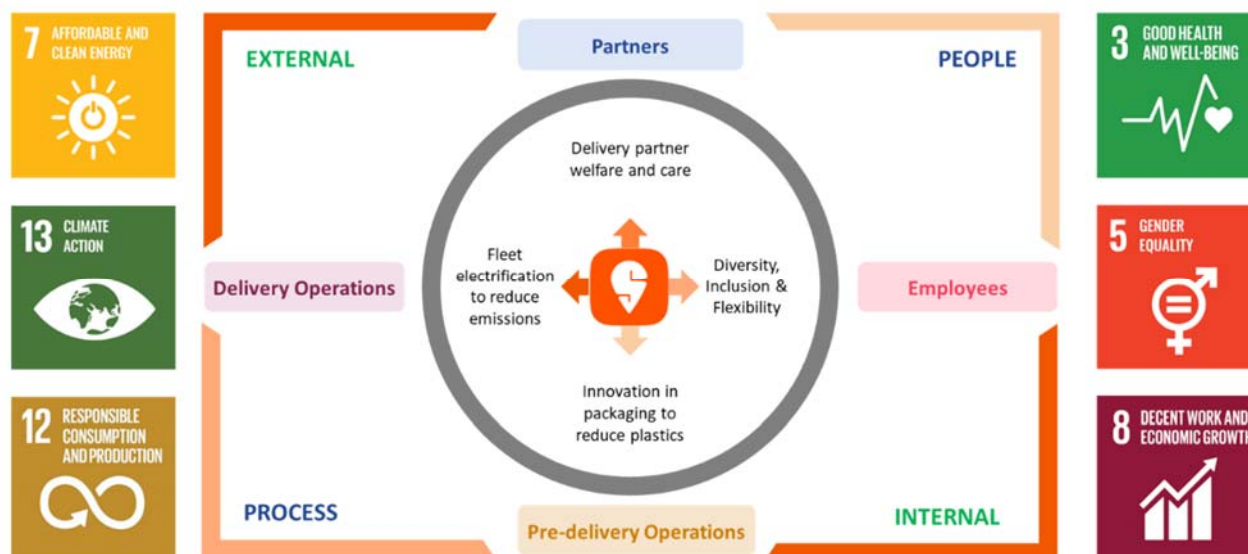 7 AFFORDABLE AND
CLEAN ENERGY
13 CLIMATE
ACTION
12 RESPONSIBLE
CONSUMPTION
AND PRODUCTION
EXTERNAL
Partners
PEOPLE
Delivery partner
welfare and care
Delivery Operations
Fleet
electrification
to reduce
emissions
Diversity,
Inclusion &
Flexibility
Employees
Innovation in
packaging to
reduce plastics
PROCESS
Pre-delivery Operations
INTERNAL
3 GOOD HEALTH
AND WELL-BEING
5 GENDER
EQUALITY
8 DECENT WORK AND
ECONOMIC GROWTH